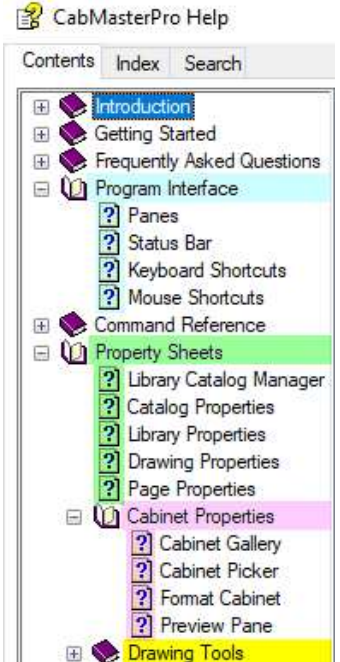 CabMasterPro Help
Contents Index Search
Introduction
Getting Started
Frequently Asked Questions
Program Interface
Panes
Status Bar
Keyboard Shortcuts
Mouse Shortcuts
Command Reference
Property Sheets
Library Catalog Manager
Catalog Properties
Library Properties
Drawing Properties
Page Properties
Cabinet Properties
Cabinet Gallery
Cabinet Picker
Format Cabinet
Preview Pane
Drawing Tools